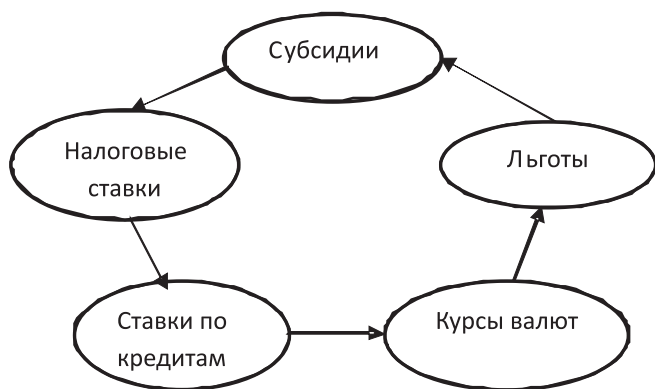 Субсидии
Налоговые
ставки
Льготы
Ставки по
кредитам
Курсы валют